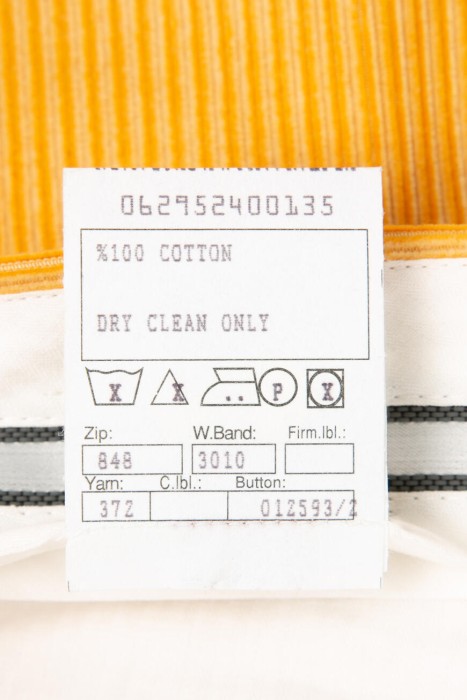 062952400135
%100 COTTON
DRY CLEAN ONLY
X X P X
Zip: W.Band: Firm.lbl.:
848 3010
Yarn: C.lbl.: Button:
372 012593/2